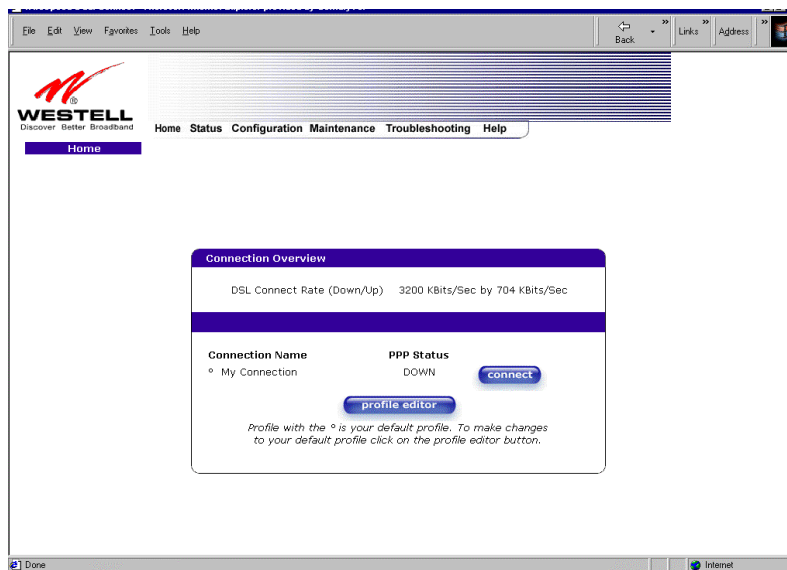 File Edit View Favorites Tools Help
Back
Links
Address
WESTELL
Discover Better Broadband
Home Status Configuration Maintenance Troubleshooting Help
Home
Connection Overview
DSL Connect Rate (Down/Up) 3200 KBits/Sec by 704 KBits/Sec
Connection Name PPP Status
° My Connection DOWN connect
profile editor
Profile with the ° is your default profile. To make changes
to your default profile click on the profile editor button.
Done
Internet